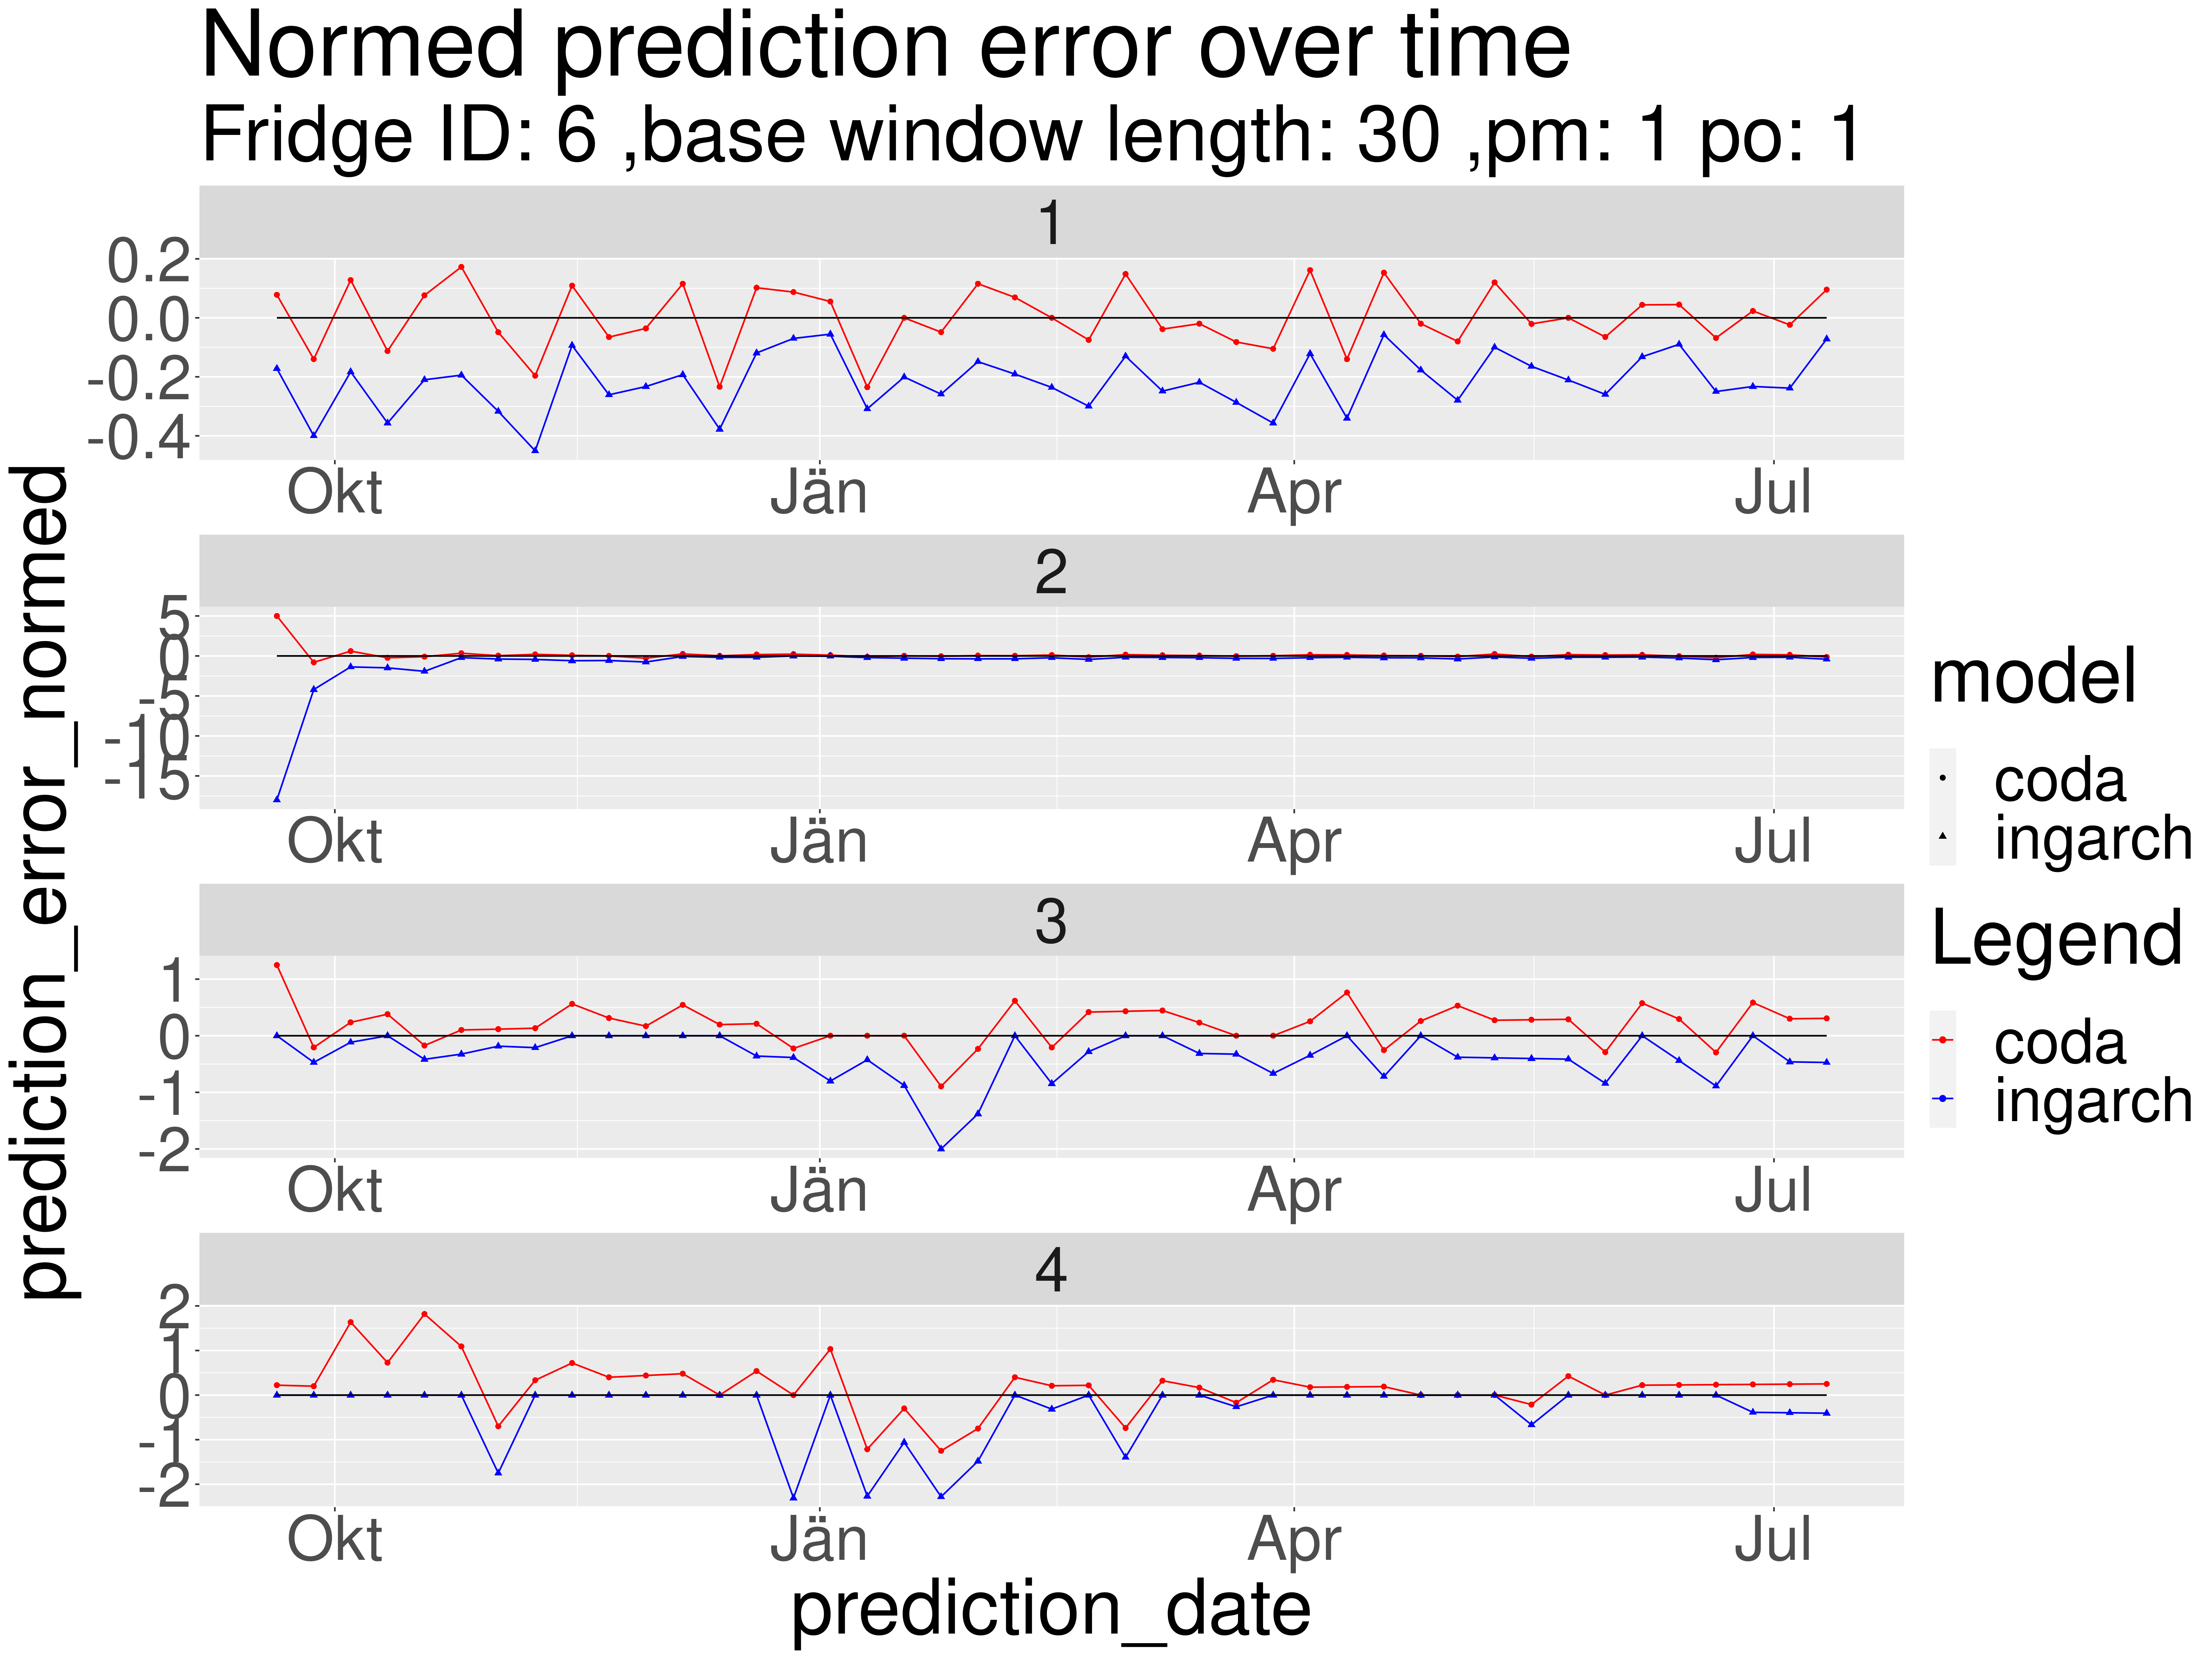 Normed prediction error over time
Fridge ID: 6 ,base window length: 30 ,pm: 1 po: 1
prediction_error_normed
1
0.2
0.0
-0.2
-0.4
Okt Jän Apr Jul
2
5
0
-5
-10
-15
Okt Jän Apr Jul
3
1
0
-1
-2
Okt Jän Apr Jul
4
2
1
0
-1
-2
Okt Jän Apr Jul
prediction_date
model
coda
ingarch
Legend
coda
ingarch